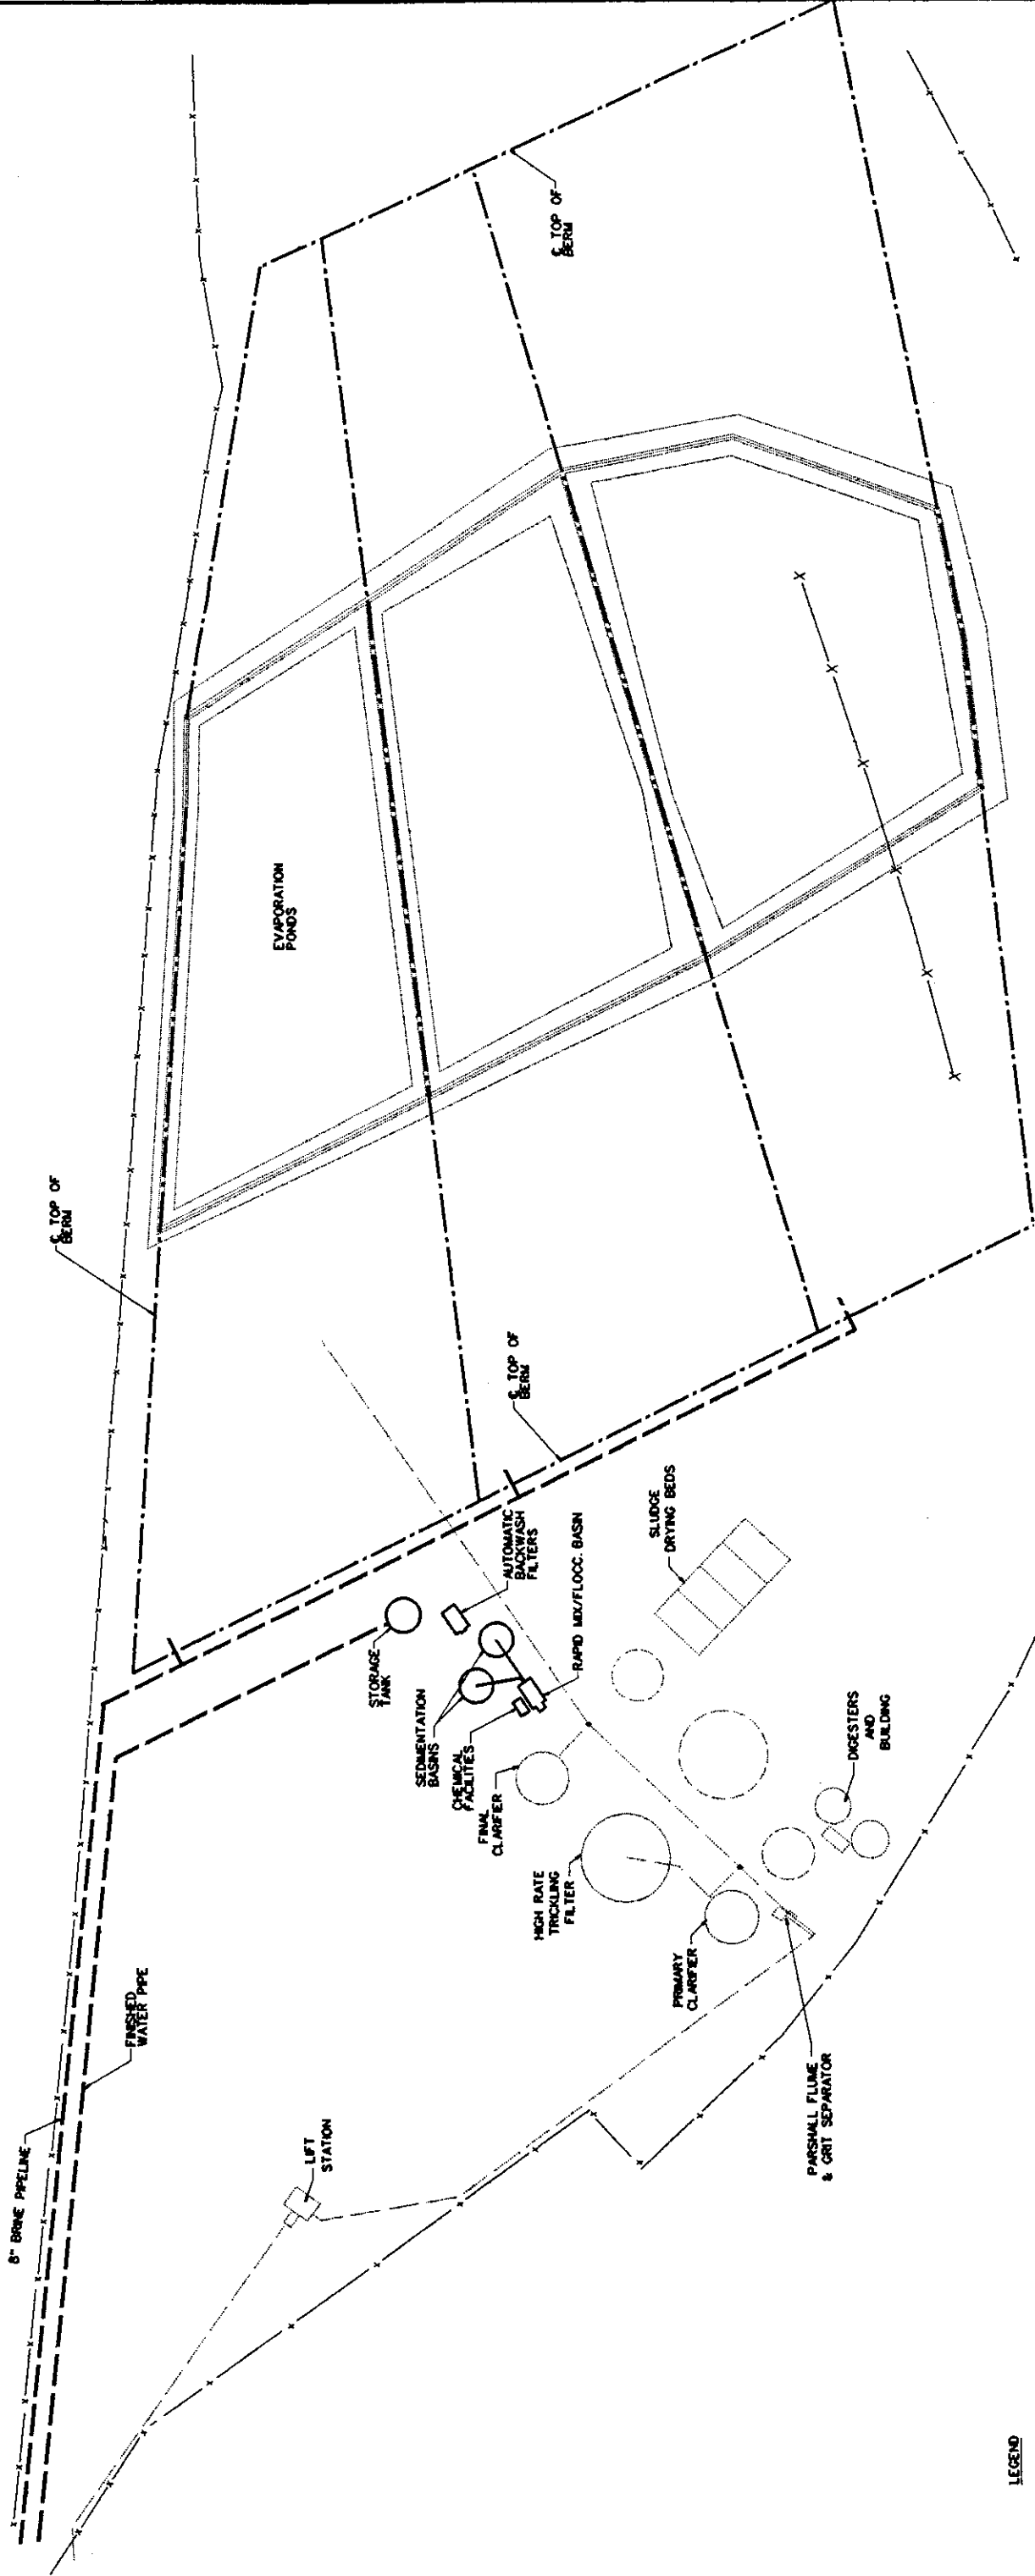 8" BRINE PIPELINE
FINISHED
WATER PIPE
LIFT
STATION
℄ TOP OF
BERM
EVAPORATION
PONDS
℄ TOP OF
BERM
℄ TOP OF
BERM
STORAGE
TANK
AUTOMATIC
BACKWASH
FILTERS
SEDIMENTATION
BASINS
CHEMICAL
FACILITIES
RAPID MIX/FLOCC. BASIN
FINAL
CLARIFIER
HIGH RATE
TRICKLING
FILTER
SLUDGE
DRYING BEDS
PRIMARY
CLARIFIER
DIGESTERS
AND
BUILDING
PARSHALL FLUME
& GRIT SEPARATOR
LEGEND